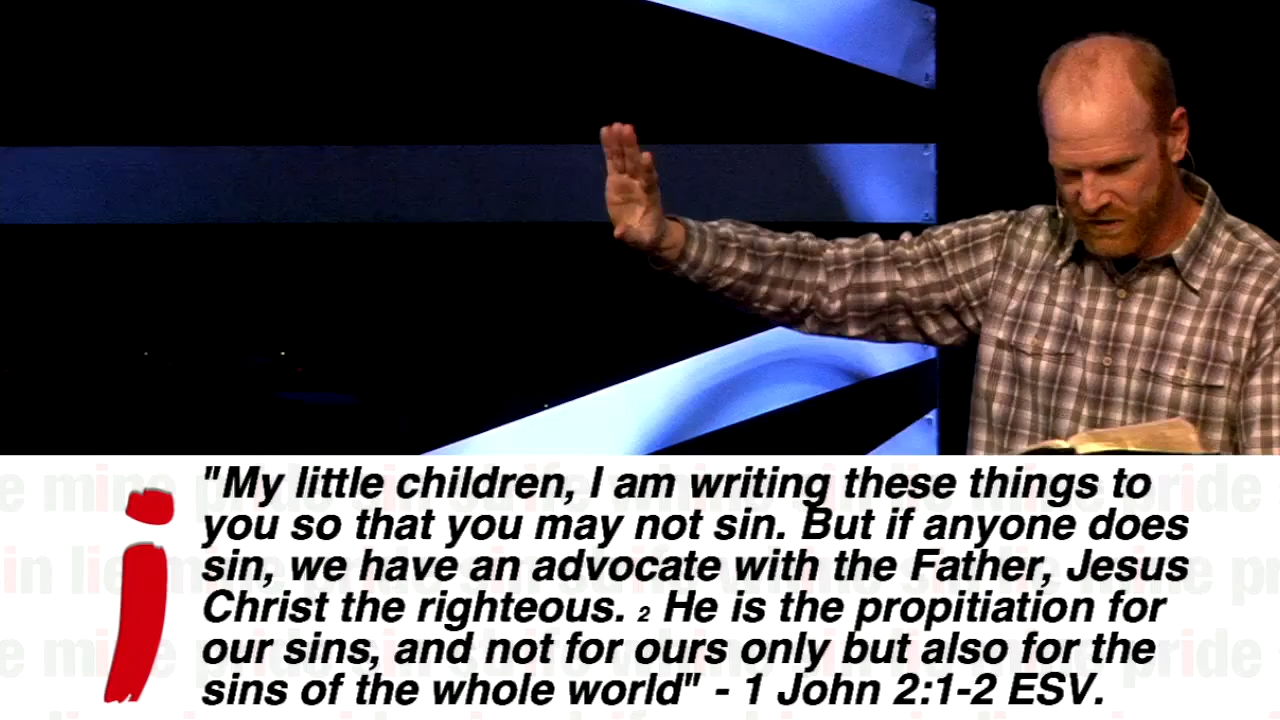 "My little children, I am writing these things to
you so that you may not sin. But if anyone does
sin, we have an advocate with the Father, Jesus
Christ the righteous. 2 He is the propitiation for
our sins, and not for ours only but also for the
sins of the whole world" - 1 John 2:1-2 ESV.
i